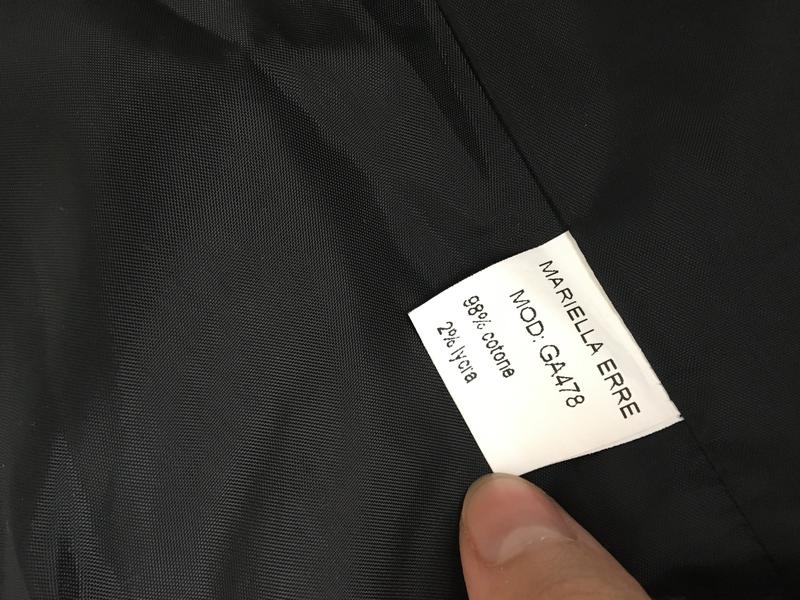 MARIELLA ERRE
MOD: GA478
98% cotone
2% lycra